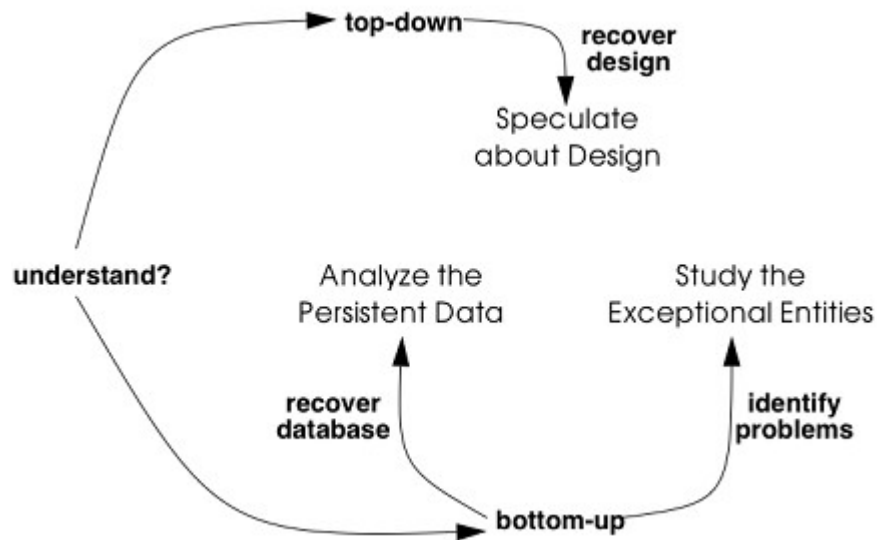 top-down
recover
design
Speculate
about Design
understand?
Analyze the
Persistent Data
Study the
Exceptional Entities
recover
database
identify
problems
bottom-up